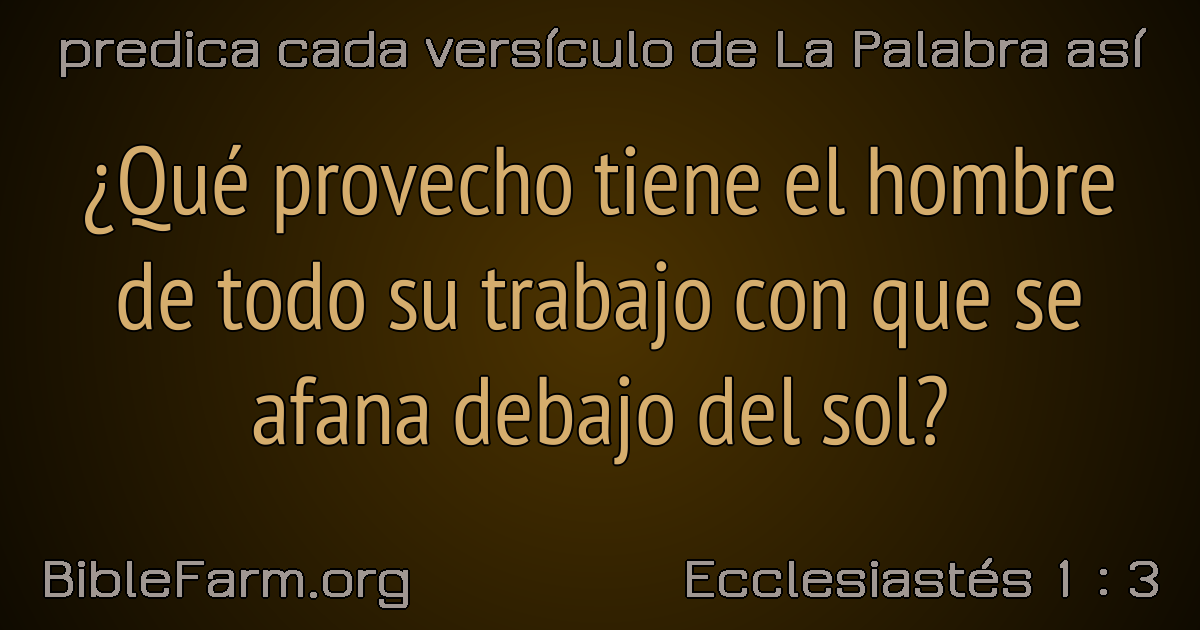 predica cada versículo de La Palabra así
¿Qué provecho tiene el hombre
de todo su trabajo con que se
afana debajo del sol?
BibleFarm.org
Ecclesiastés 1 : 3